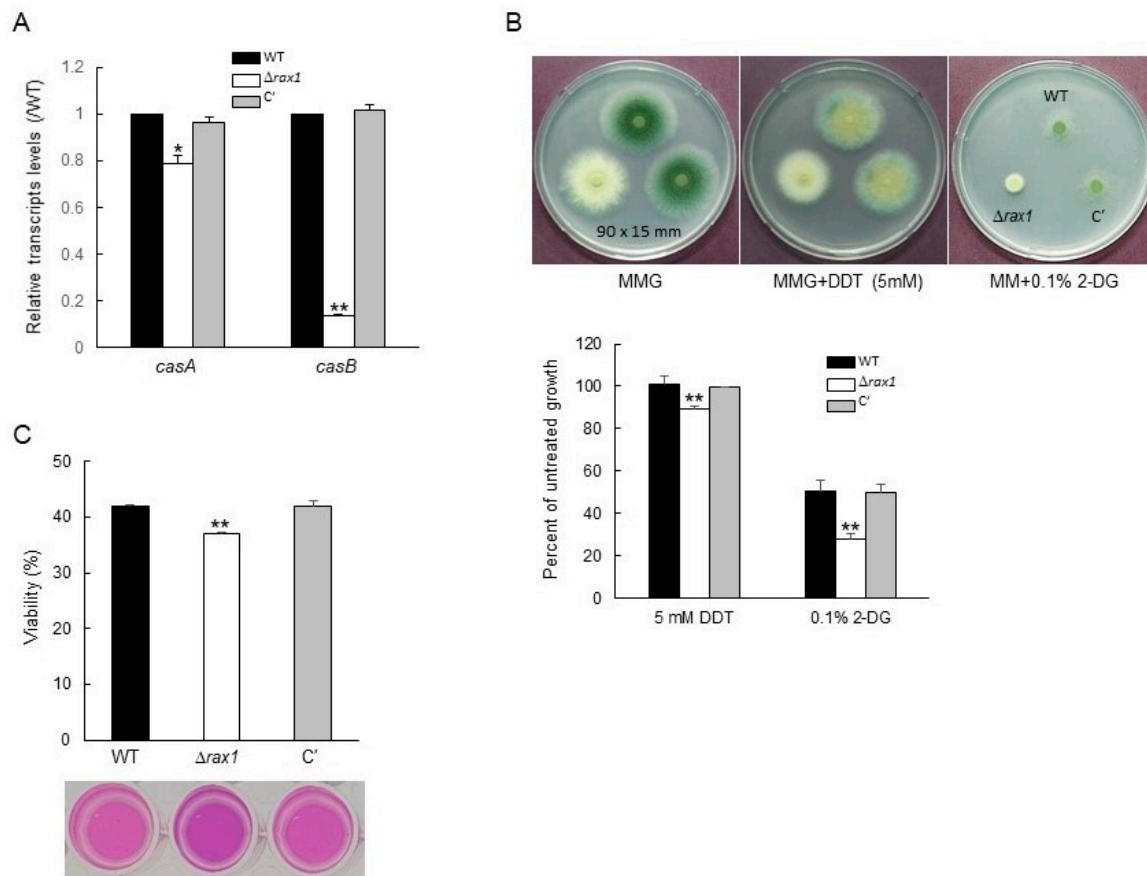 A
WT
Δrax1
C′
1.2
1
0.8
0.6
0.4
0.2
0
Relative transcripts levels (/WT)
*
**
casA
casB
B
WT
Δrax1
C′
90 x 15 mm
MMG
MMG+DDT (5mM)
MM+0.1% 2-DG
WT
Δrax1
C′
120
100
80
60
40
20
0
Percent of untreated growth
**
**
5 mM DDT
0.1% 2-DG
C
50
40
30
20
10
0
Viability (%)
**
WT
Δrax1
C′